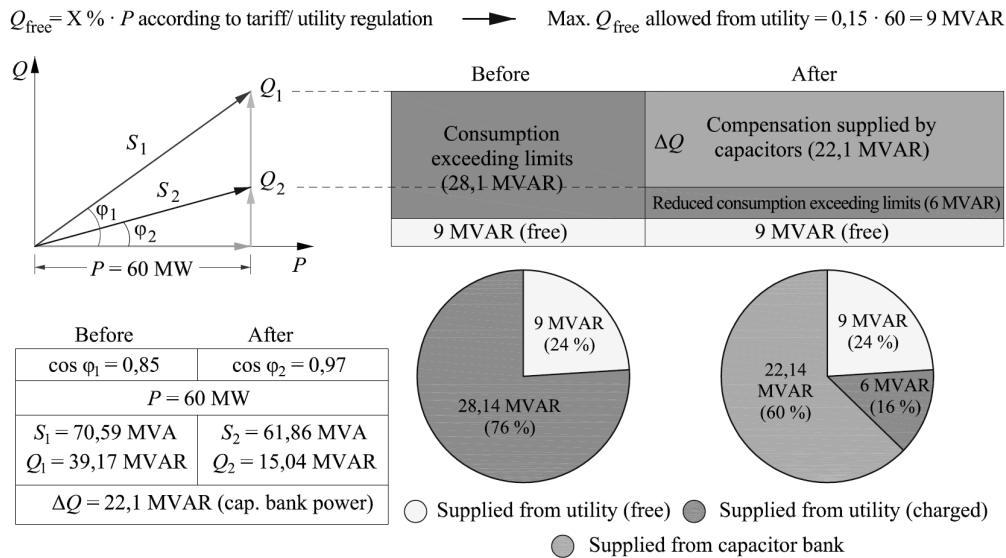 Qfree = X % · P according to tariff/ utility regulation
Max. Qfree allowed from utility = 0,15 · 60 = 9 MVAR
Q
Q1
S1
Q2
S2
φ1
φ2
P
P = 60 MW
Before
After
Consumption
exceeding limits
(28,1 MVAR)
ΔQ
Compensation supplied by
capacitors (22,1 MVAR)
Reduced consumption exceeding limits (6 MVAR)
9 MVAR (free)
9 MVAR (free)
Before
After
cos φ1 = 0,85
cos φ2 = 0,97
P = 60 MW
S1 = 70,59 MVA
S2 = 61,86 MVA
Q1 = 39,17 MVAR
Q2 = 15,04 MVAR
ΔQ = 22,1 MVAR (cap. bank power)
9 MVAR
(24 %)
28,14 MVAR
(76 %)
9 MVAR
(24 %)
22,14
MVAR
(60 %)
6 MVAR
(16 %)
Supplied from utility (free)
Supplied from utility (charged)
Supplied from capacitor bank